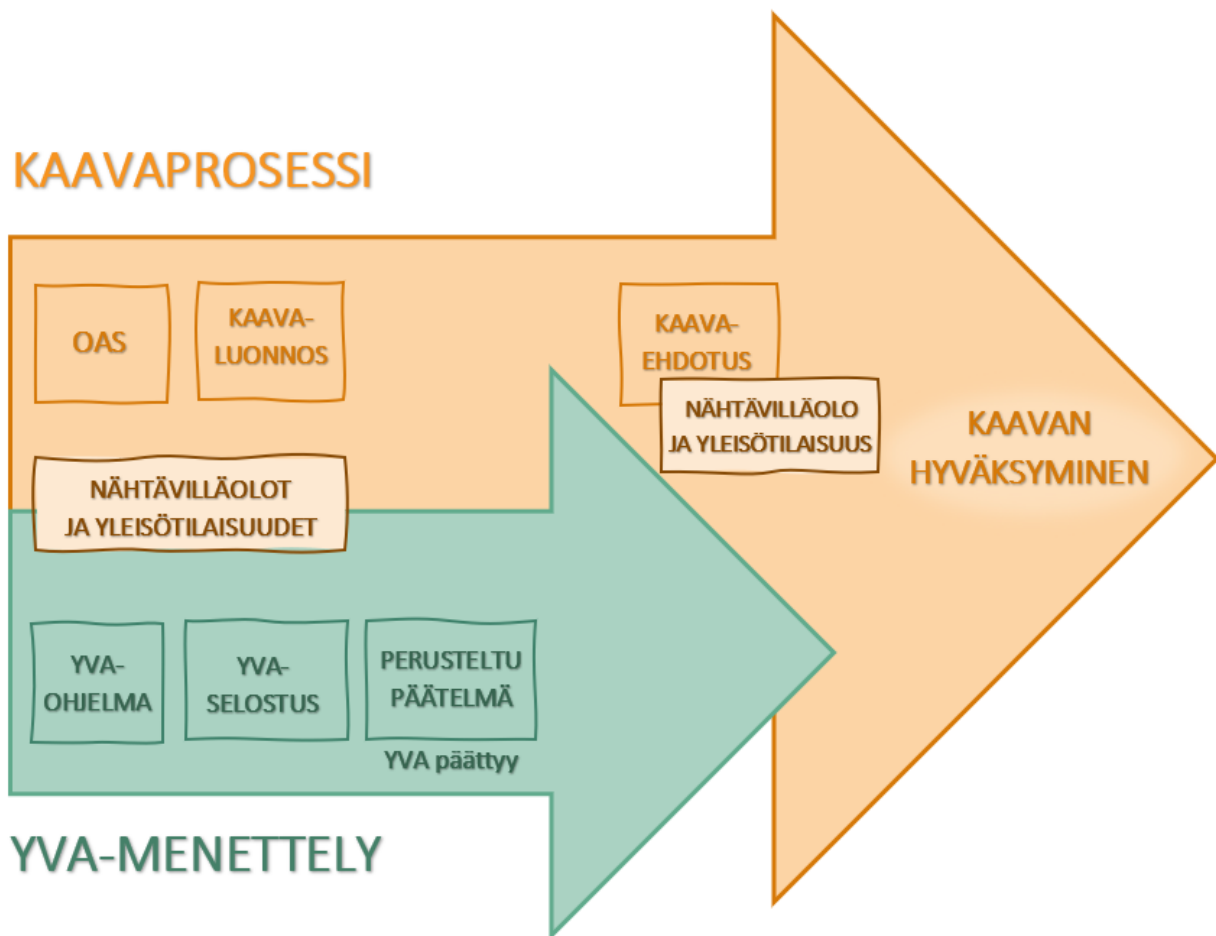 KAAVAPROSESSI
OAS
KAAVA-
LUONNOS
KAAVA-
EHDOTUS
NÄHTÄVILLÄOLO
JA YLEISÖTILAISUUS
KAAVAN
HYVÄKSYMINEN
NÄHTÄVILLÄOLOT
JA YLEISÖTILAISUUDET
YVA-
OHJELMA
YVA-
SELOSTUS
PERUSTELTU
PÄÄTELMÄ
YVA päättyy
YVA-MENETTELY